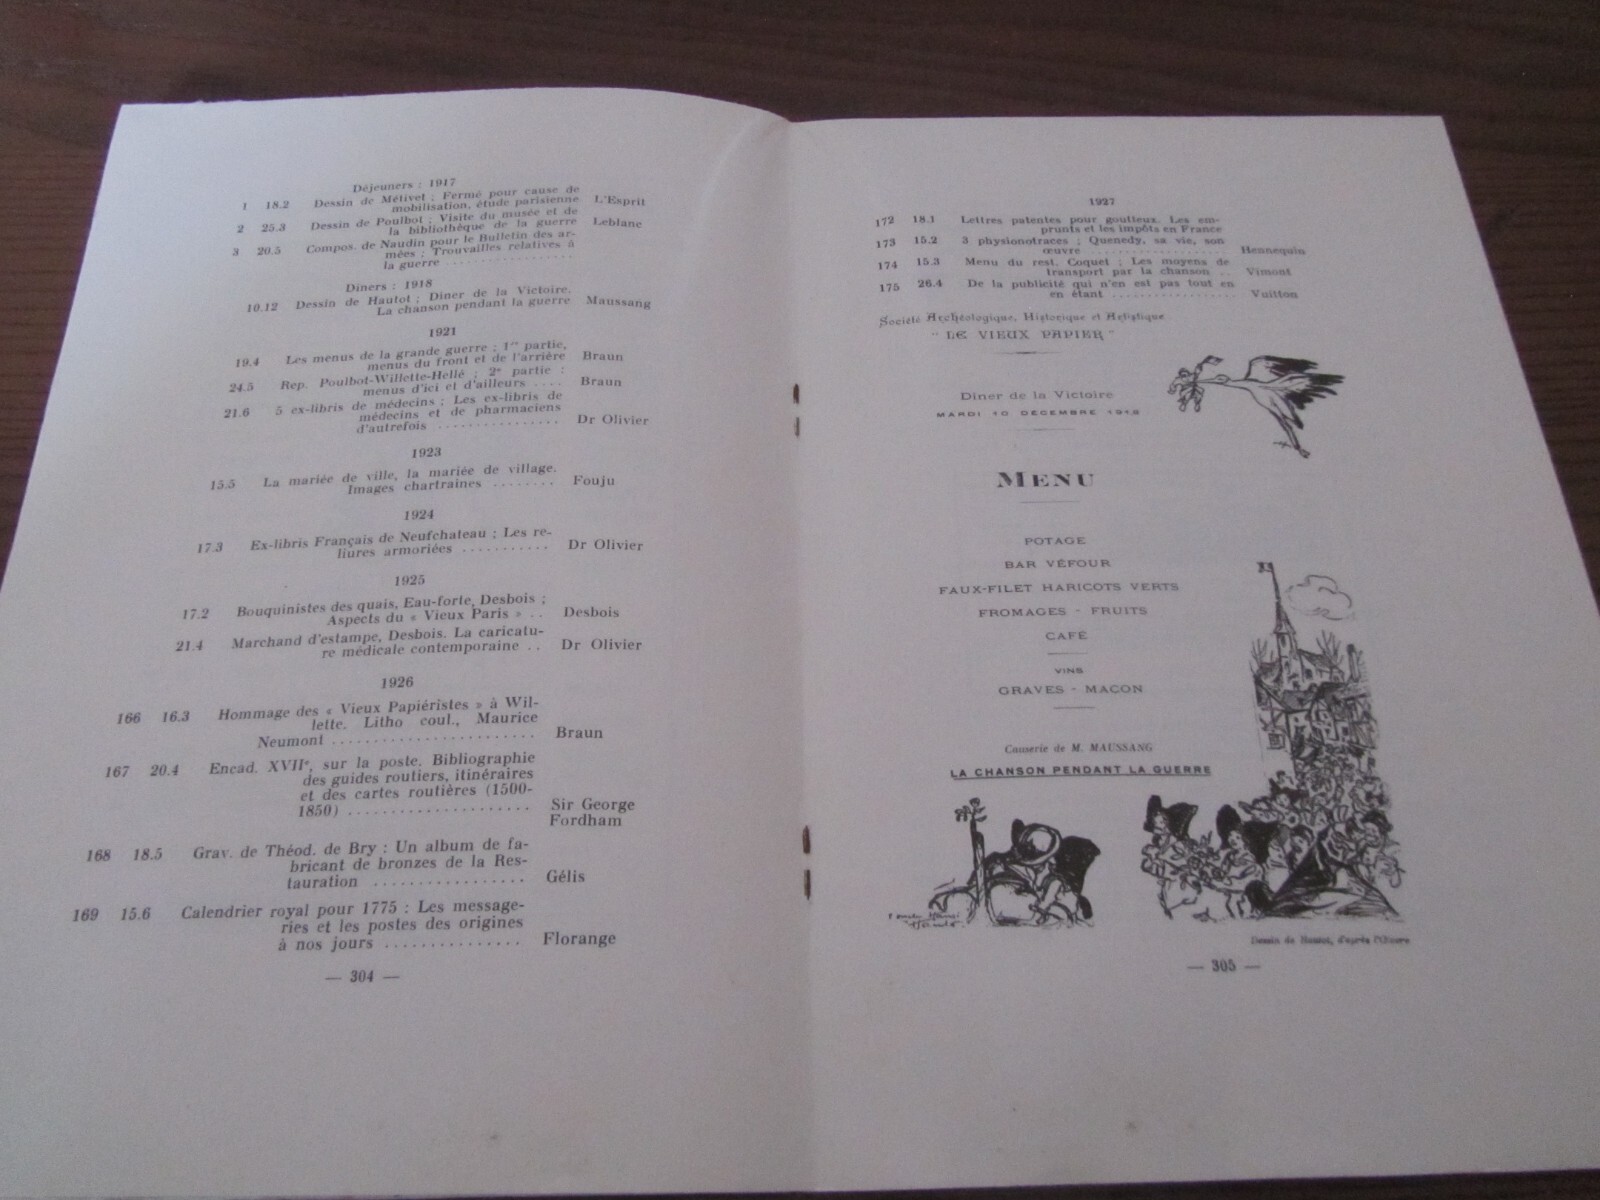 Déjeuners : 1917
1 18.2 Dessin de Métivet ; Fermé pour cause de
mobilisation, étude parisienne L'Esprit
2 25.3 Dessin de Poulbot ; Visite du musée et de
la bibliothèque de la guerre Leblanc
3 20.5 Compos. de Naudin pour le Bulletin des ar-
mées ; Trouvailles relatives à
la guerre ..................
Dîners : 1918
10.12 Dessin de Hautot ; Dîner de la Victoire.
La chanson pendant la guerre Maussang
1921
19.4 Les menus de la grande guerre ; 1re partie,
menus du front et de l'arrière Braun
24.5 Rep. Poulbot-Willette-Hellé ; 2e partie :
menus d'ici et d'ailleurs .... Braun
21.6 5 ex-libris de médecins ; Les ex-libris de
médecins et de pharmaciens
d'autrefois ................ Dr Olivier
1923
15.5 La mariée de ville, la mariée de village.
Images chartraines ........ Fouju
1924
17.3 Ex-libris Français de Neufchateau ; Les re-
liures armoriées ........... Dr Olivier
1925
17.2 Bouquinistes des quais, Eau-forte, Desbois ;
Aspects du « Vieux Paris » .. Desbois
21.4 Marchand d'estampe, Desbois. La caricatu-
re médicale contemporaine .. Dr Olivier
1926
166 16.3 Hommage des « Vieux Papiéristes » à Wil-
lette. Litho coul., Maurice
Neumont ........................ Braun
167 20.4 Encad. XVIIe, sur la poste. Bibliographie
des guides routiers, itinéraires
et des cartes routières (1500-
1850) .................... Sir George
Fordham
168 18.5 Grav. de Théod. de Bry : Un album de fa-
bricant de bronzes de la Res-
tauration ................. Gélis
169 15.6 Calendrier royal pour 1775 : Les message-
ries et les postes des origines
à nos jours ............... Florange
— 304 —
1927
172 18.1 Lettres patentes pour goutteux. Les em-
prunts et les impôts en France
173 15.2 3 physionotraces ; Quenedy, sa vie, son
œuvre .................... Hennequin
174 15.3 Menu du rest. Coquet ; Les moyens de
transport par la chanson .. Vimont
175 26.4 De la publicité qui n'en est pas tout en
en étant .................. Vuitton
Société Archéologique, Historique et Artistique
" LE VIEUX PAPIER "
Dîner de la Victoire
MARDI 10 DÉCEMBRE 1918
MENU
POTAGE
BAR VÉFOUR
FAUX-FILET HARICOTS VERTS
FROMAGES - FRUITS
CAFÉ
VINS
GRAVES - MACON
Causerie de M. MAUSSANG
LA CHANSON PENDANT LA GUERRE
Dessin de Hautot, d'après l'Œuvre
— 305 —